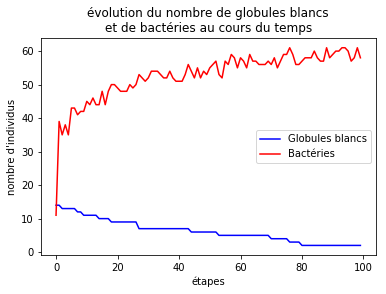 évolution du nombre de globules blancs
et de bactéries au cours du temps
nombre d'individus
60
50
40
30
20
10
0
Globules blancs
Bactéries
0 20 40 60 80 100
étapes